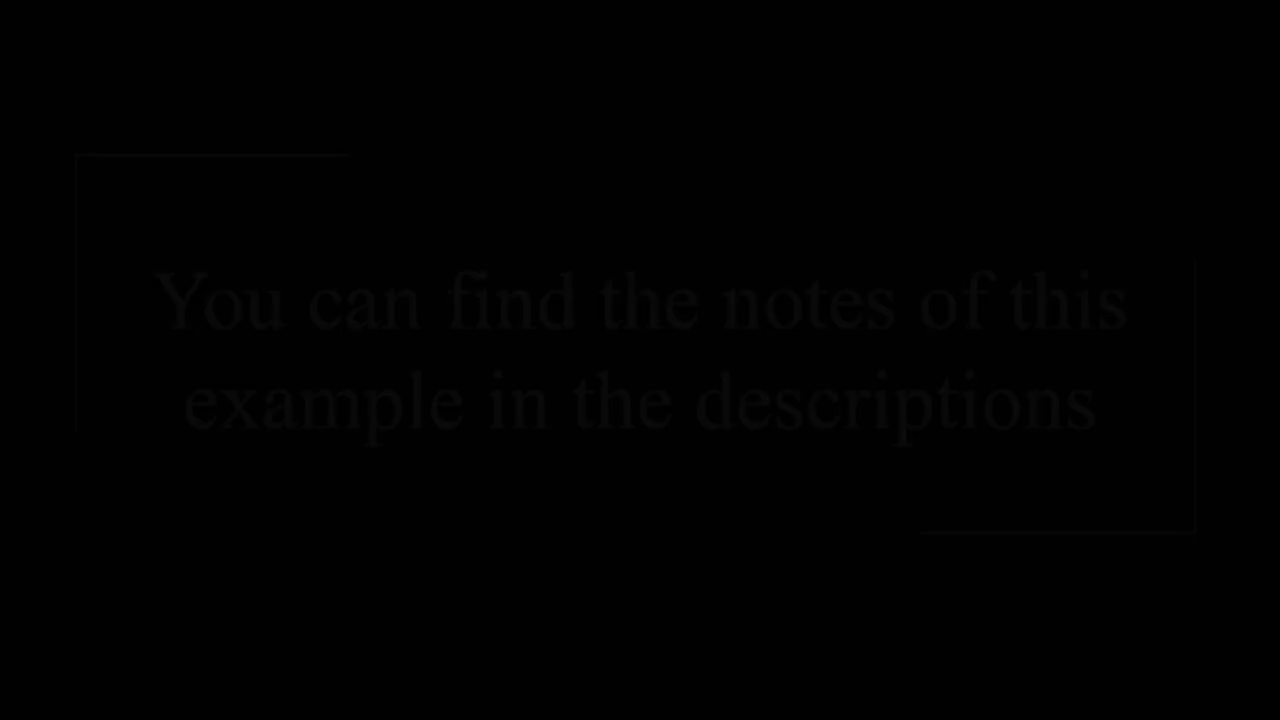 You can find the notes of this
example in the descriptions